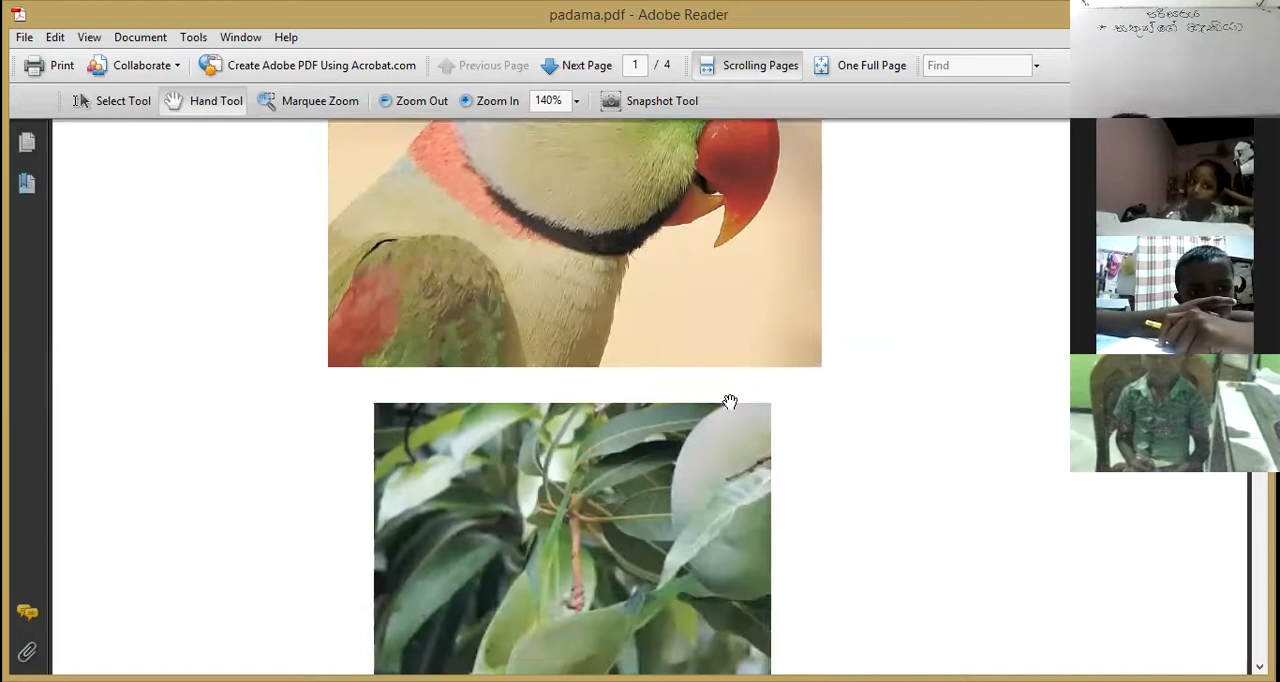 padama.pdf - Adobe Reader
File Edit View Document Tools Window Help
Print Collaborate Create Adobe PDF Using Acrobat.com Previous Page Next Page 1 / 4 Scrolling Pages One Full Page Find
Select Tool Hand Tool Marquee Zoom Zoom Out Zoom In 140% Snapshot Tool
පරිසරය